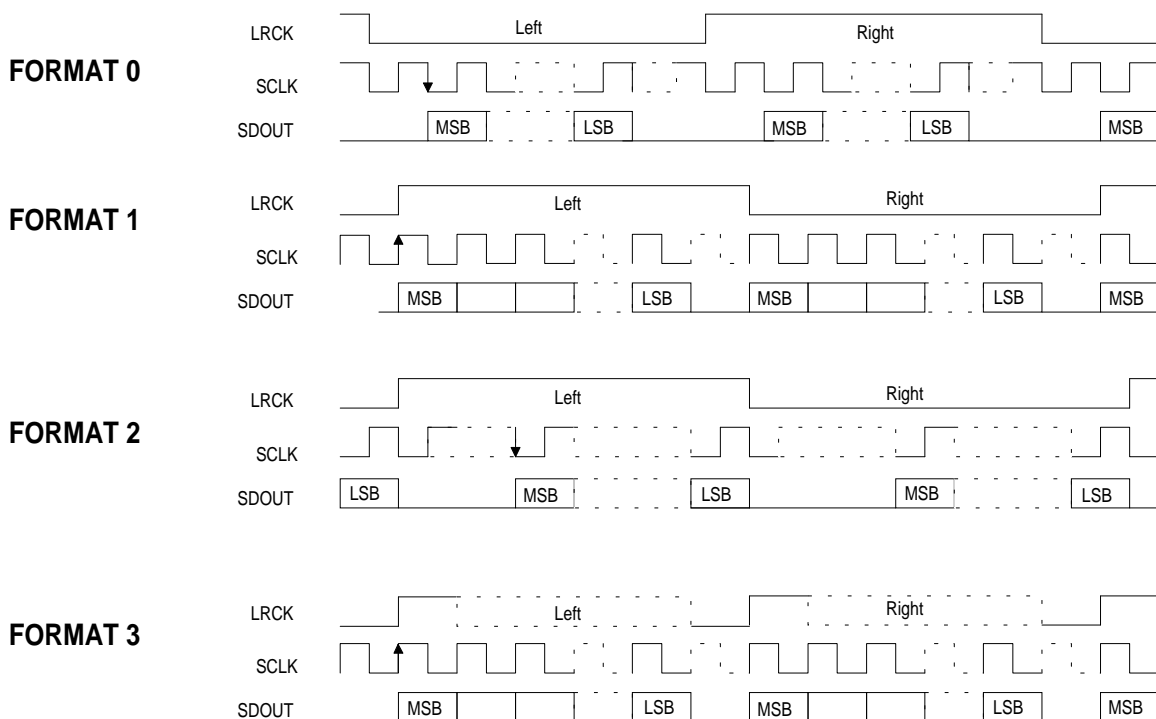 LRCK Left Right
FORMAT 0
SCLK
SDOUT MSB LSB MSB LSB MSB
LRCK Left Right
FORMAT 1
SCLK
SDOUT MSB LSB MSB LSB MSB
LRCK Left Right
FORMAT 2
SCLK
SDOUT LSB MSB LSB MSB LSB
LRCK Left Right
FORMAT 3
SCLK
SDOUT MSB LSB MSB LSB MSB